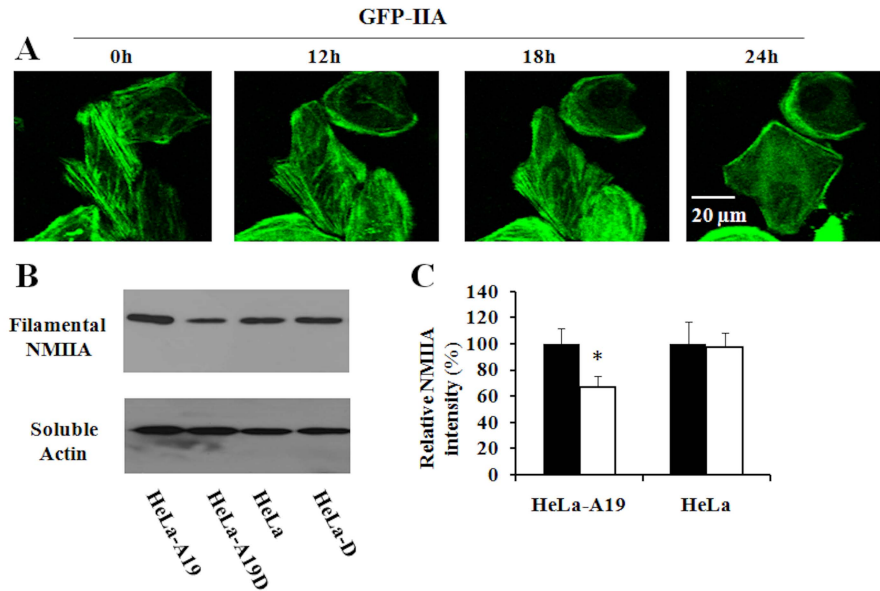 GFP-IIA
A
0h 12h 18h 24h
20 µm
B
Filamental
NMIIA
Soluble
Actin
HeLa-A19
HeLa-A19D
HeLa
HeLa-D
C
Relative NMIIA
intensity (%)
140
120
100
80
60
40
20
0
*
HeLa-A19 HeLa